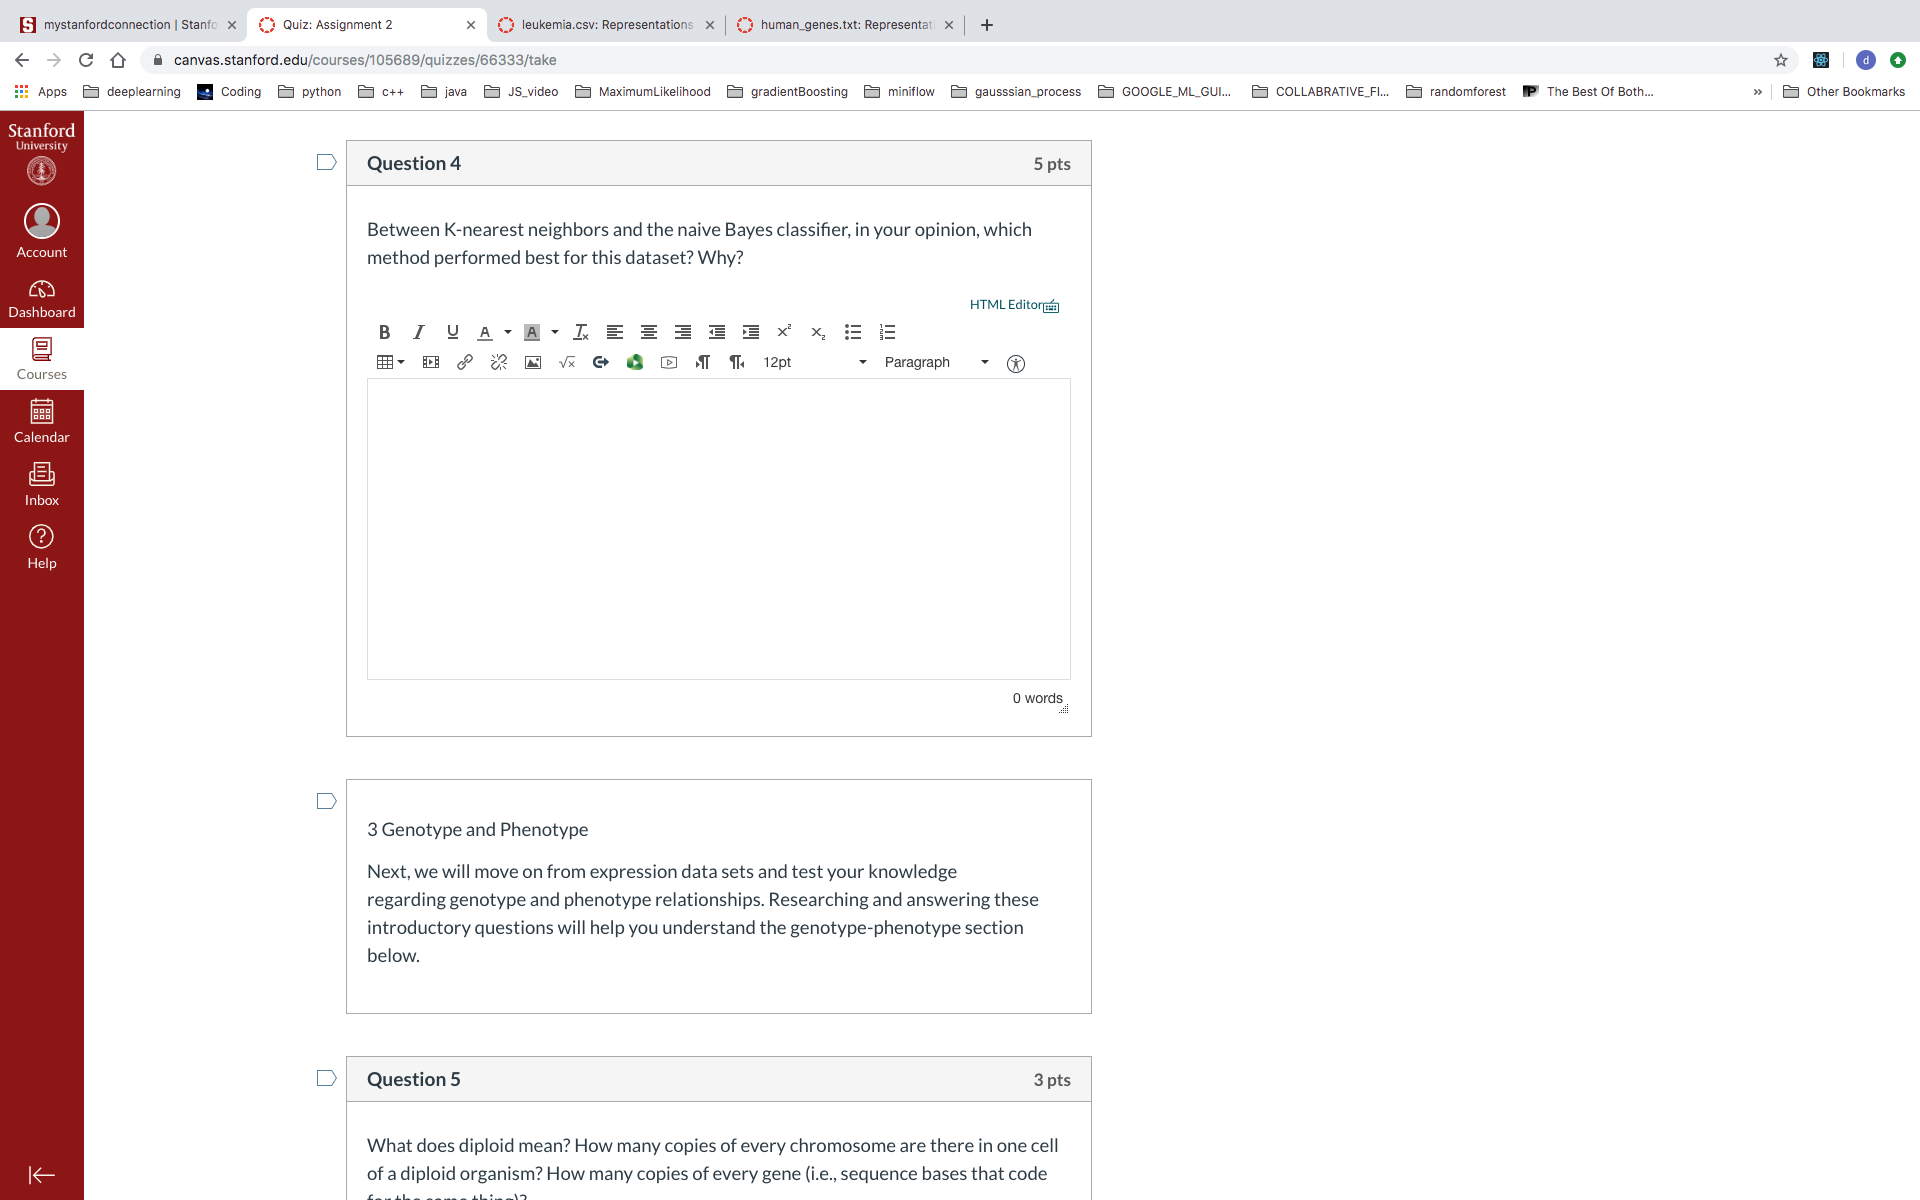 mystanfordconnection | Stanfo
Quiz: Assignment 2
leukemia.csv: Representations
human_genes.txt: Representati
canvas.stanford.edu/courses/105689/quizzes/66333/take
d
Apps
deeplearning
Coding
python
c++
java
JS_video
MaximumLikelihood
gradientBoosting
miniflow
gausssian_process
GOOGLE_ML_GUI...
COLLABRATIVE_FI...
randomforest
The Best Of Both...
»
Other Bookmarks
Stanford
University
Account
Dashboard
Courses
Calendar
Inbox
Help
Question 4
5 pts
Between K-nearest neighbors and the naive Bayes classifier, in your opinion, which
method performed best for this dataset? Why?
HTML Editor
12pt
Paragraph
0 words
3 Genotype and Phenotype
Next, we will move on from expression data sets and test your knowledge
regarding genotype and phenotype relationships. Researching and answering these
introductory questions will help you understand the genotype-phenotype section
below.
Question 5
3 pts
What does diploid mean? How many copies of every chromosome are there in one cell
of a diploid organism? How many copies of every gene (i.e., sequence bases that code
for the same thing)?